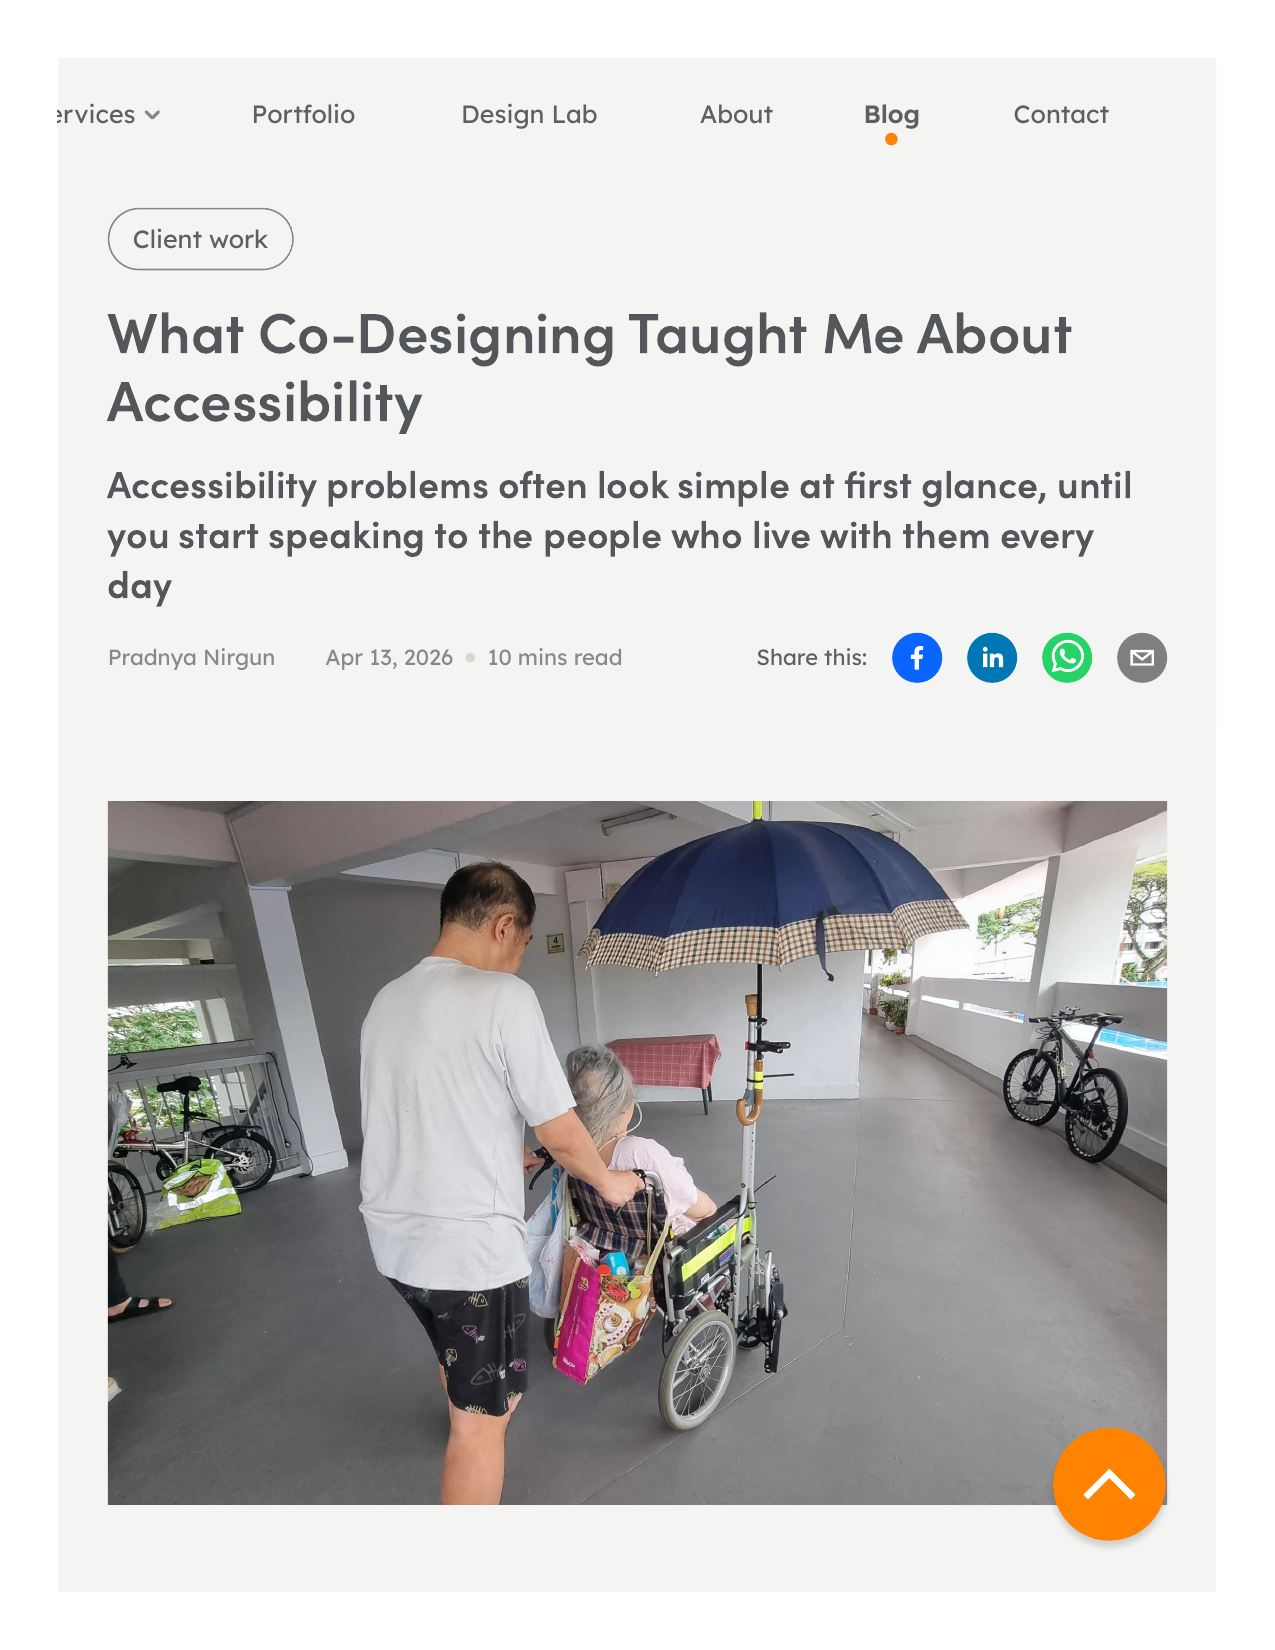 ervices
Portfolio
Design Lab
About
Blog
Contact
Client work
What Co-Designing Taught Me About
Accessibility
Accessibility problems often look simple at first glance, until
you start speaking to the people who live with them every
day
Pradnya Nirgun
Apr 13, 2026
10 mins read
Share this:
4